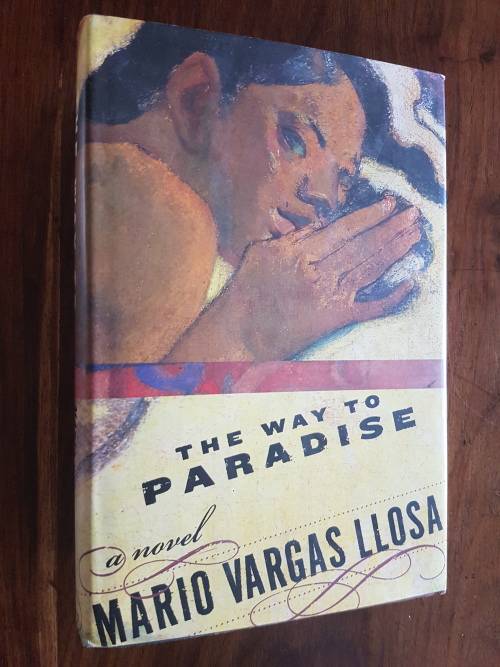 THE WAY TO
PARADISE
a novel
MARIO VARGAS LLOSA